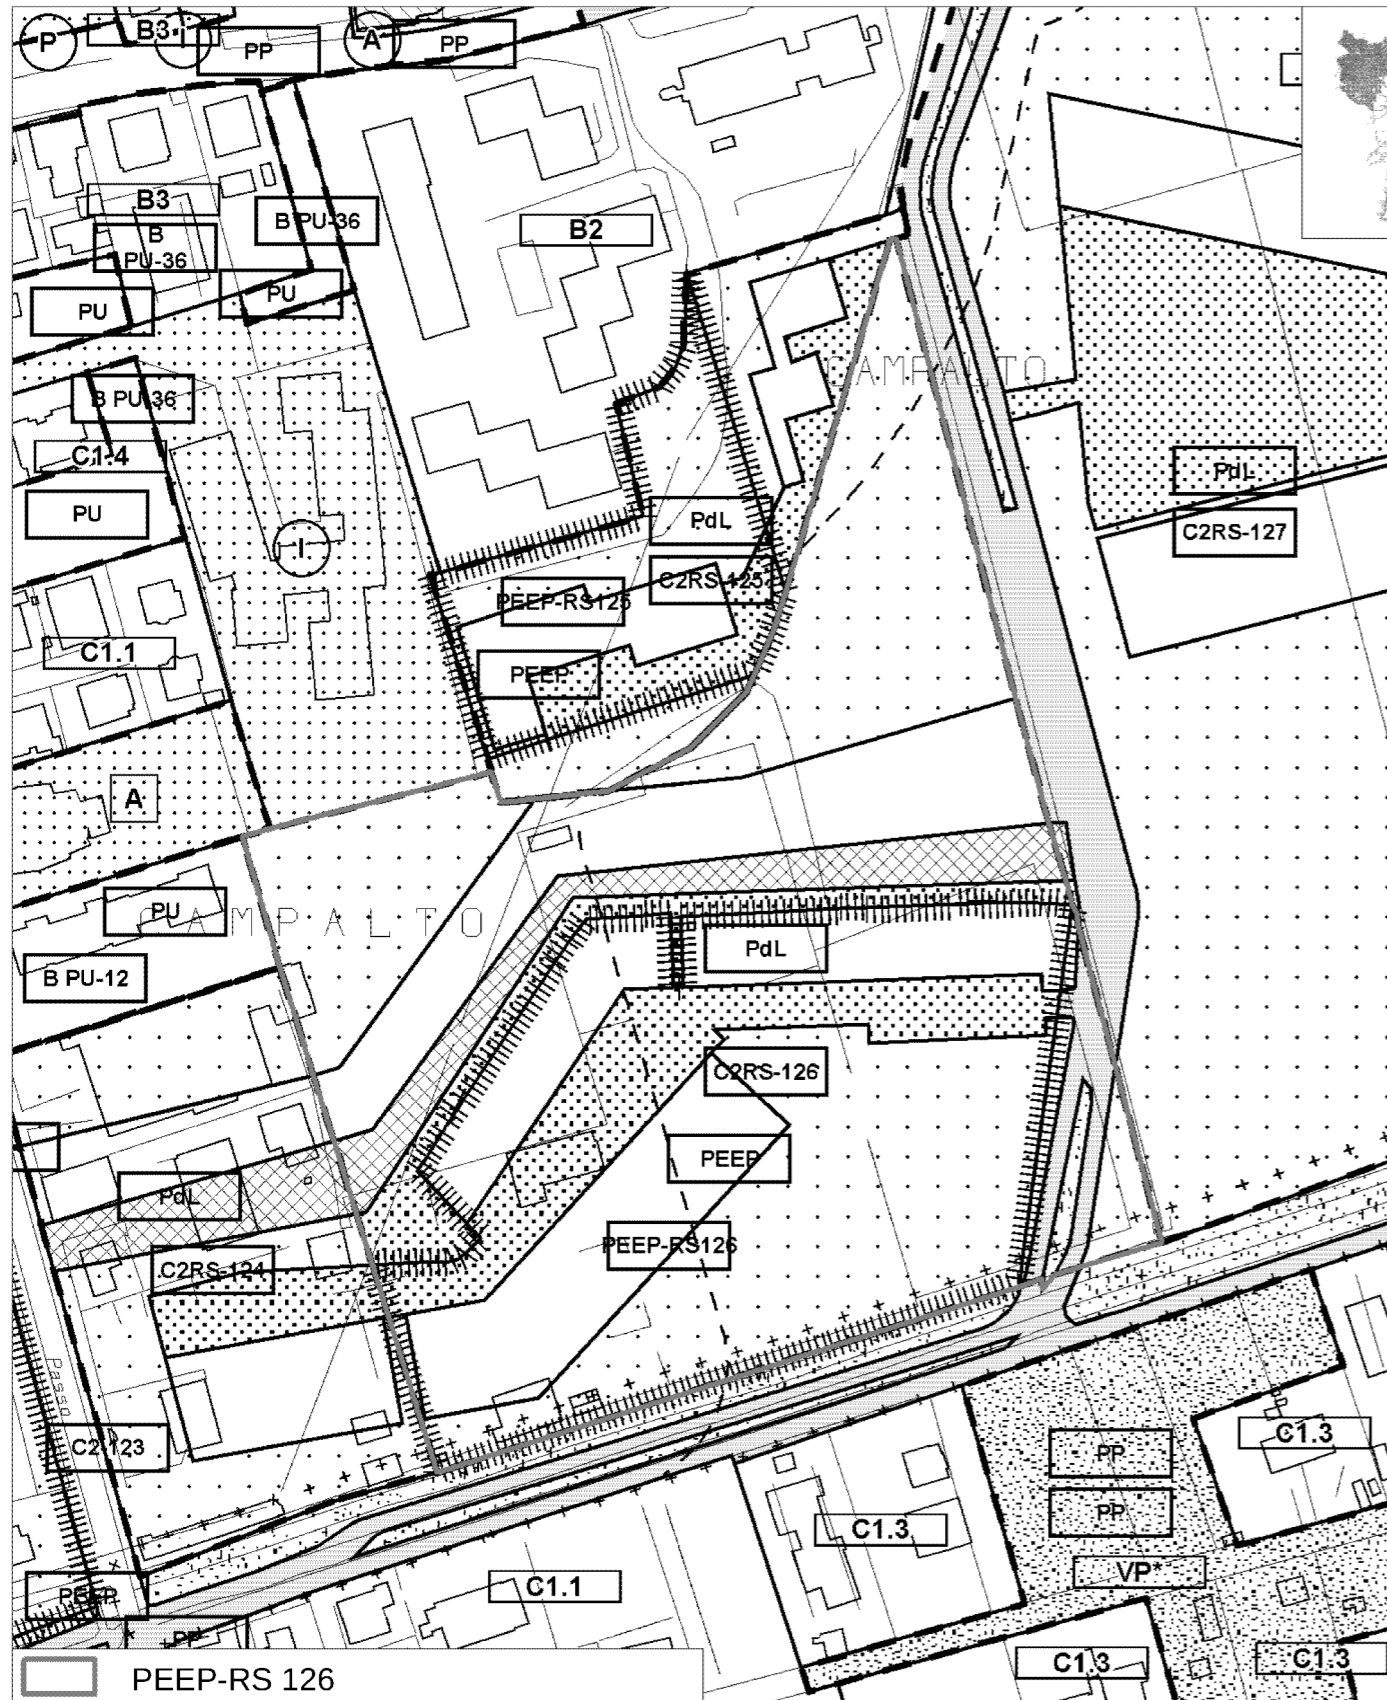 P
B3
I
PP
A
PP
B3
B
PU-36
B PU-36
PU
PU
B2
B PU-36
C1.4
PU
I
CAMPALTO
PdL
C2RS-127
PdL
C2RS-125
PEEP-RS125
PEEP
C1.1
A
PU
CAMPALTO
B PU-12
PdL
C2RS-126
PEEP
PEEP-RS126
PdL
C2RS-124
Passo
C2-123
PEEP
PP
C1.1
C1.3
PP
PP
VP*
C1.3
C1.3
C1.3
PEEP-RS 126